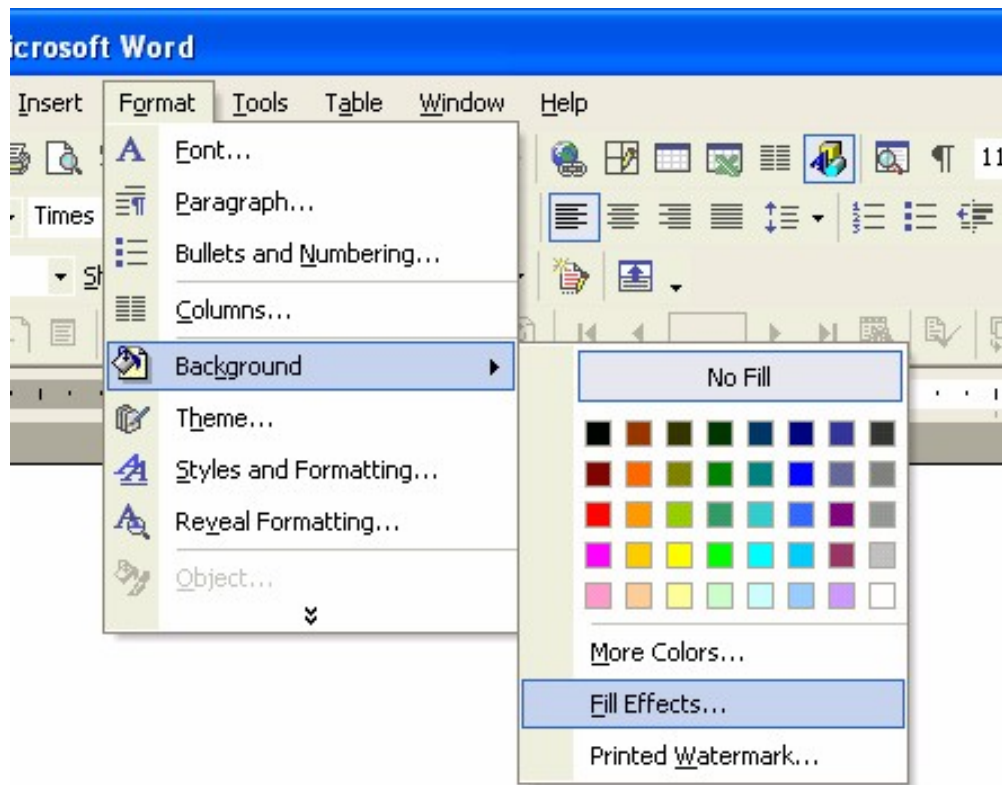 icrosoft Word
Insert Format Tools Table Window Help
11
Times
Font...
Paragraph...
Bullets and Numbering...
Columns...
Background
Theme...
Styles and Formatting...
Reveal Formatting...
Object...
No Fill
More Colors...
Fill Effects...
Printed Watermark...